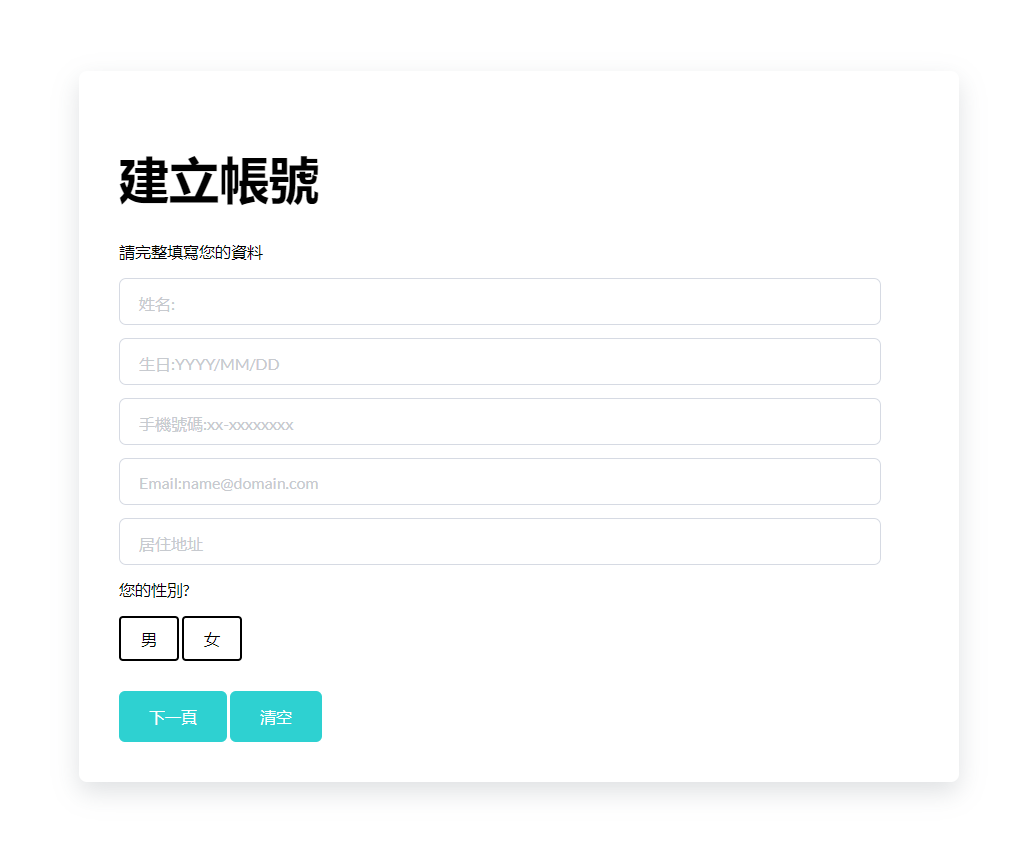 建立帳號
請完整填寫您的資料
姓名:
生日:YYYY/MM/DD
手機號碼:xx-xxxxxxxx
Email:name@domain.com
居住地址
您的性別?
男 女
下一頁 清空